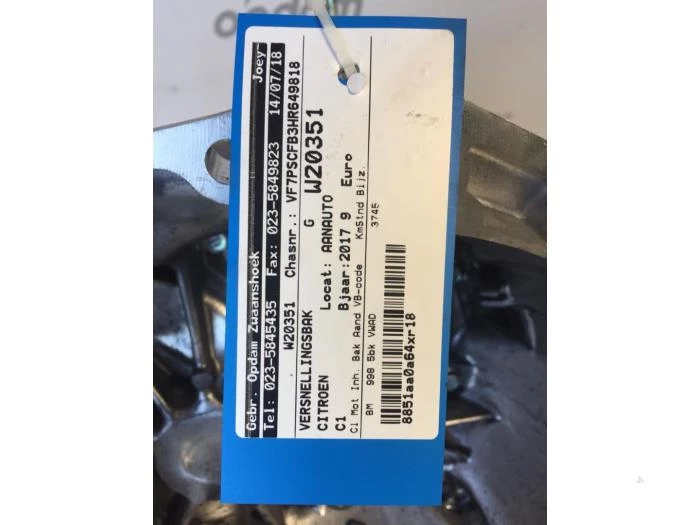 Gebr. Opdam Zwaanshoek Joey
Tel: 023-5845435 Fax: 023-5849823 14/07/18
W20351 Chasnr.: VF7PSCFB3HR649818
VERSNELLINGSBAK G W20351
CITROEN Locat: AANAUTO
C1 Bjaar:2017 9 Euro
Cl Mot Inh. Bak Aand VB-code KmStnd Bijz.
BM 998 5bk VWAD 3745
8851aa0a64xr18